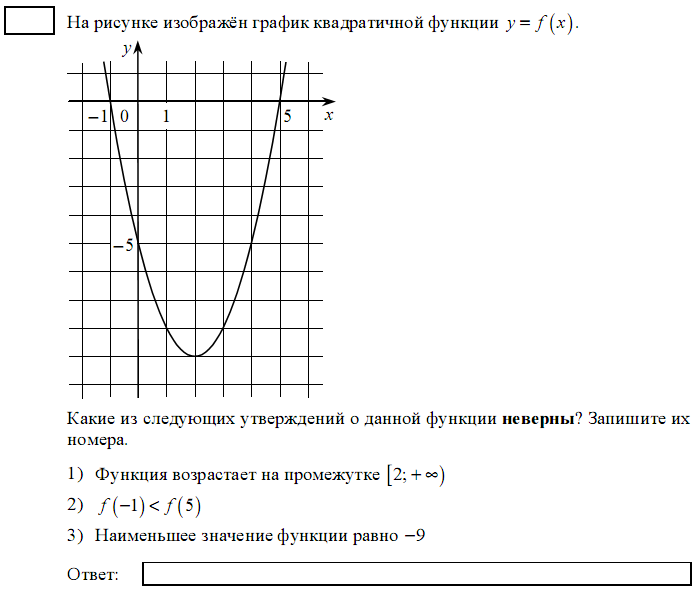 На рисунке изображён график квадратичной функции y = f(x).
y
−1 0 1 5 x
−5
Какие из следующих утверждений о данной функции неверны? Запишите их
номера.
1) Функция возрастает на промежутке [2; +∞)
2) f(−1) < f(5)
3) Наименьшее значение функции равно −9
Ответ: